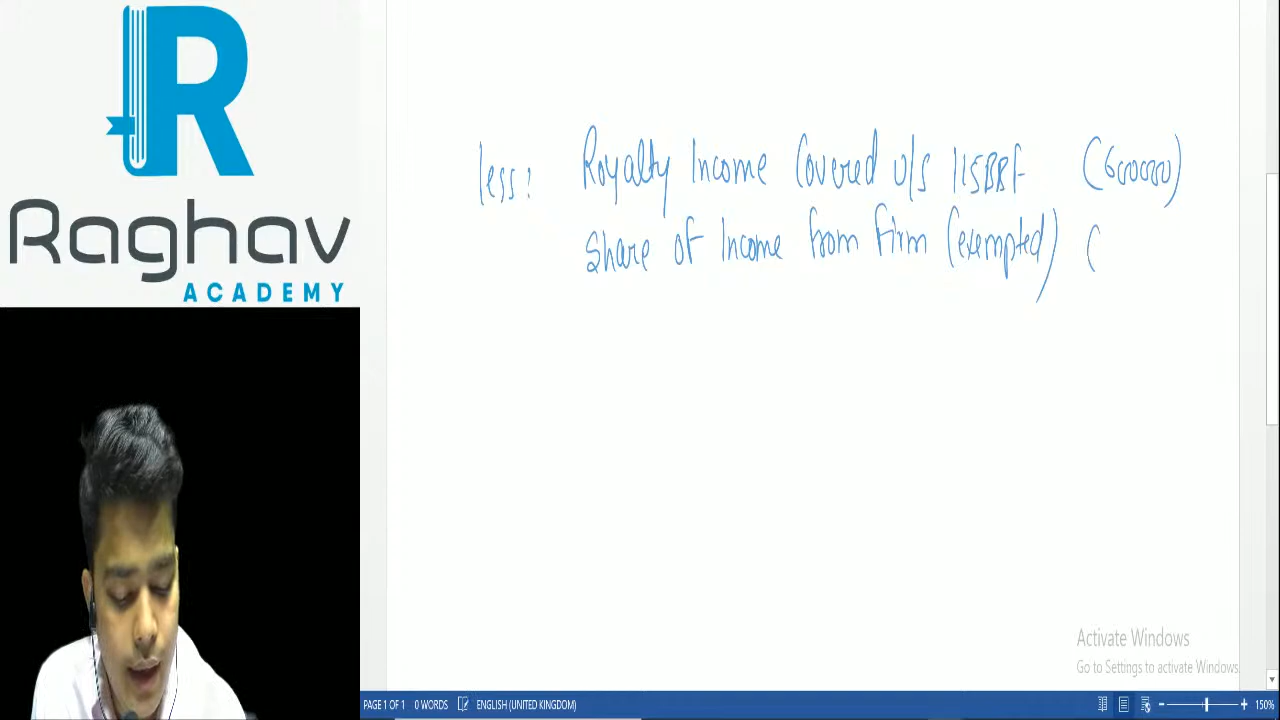 R
Raghav
ACADEMY
less: Royalty Income Covered u/s 115BBF (600000)
Share of Income from Firm (exempted) (
Activate Windows
Go to Settings to activate Windows.
PAGE 1 OF 1 0 WORDS ENGLISH (UNITED KINGDOM) 150%